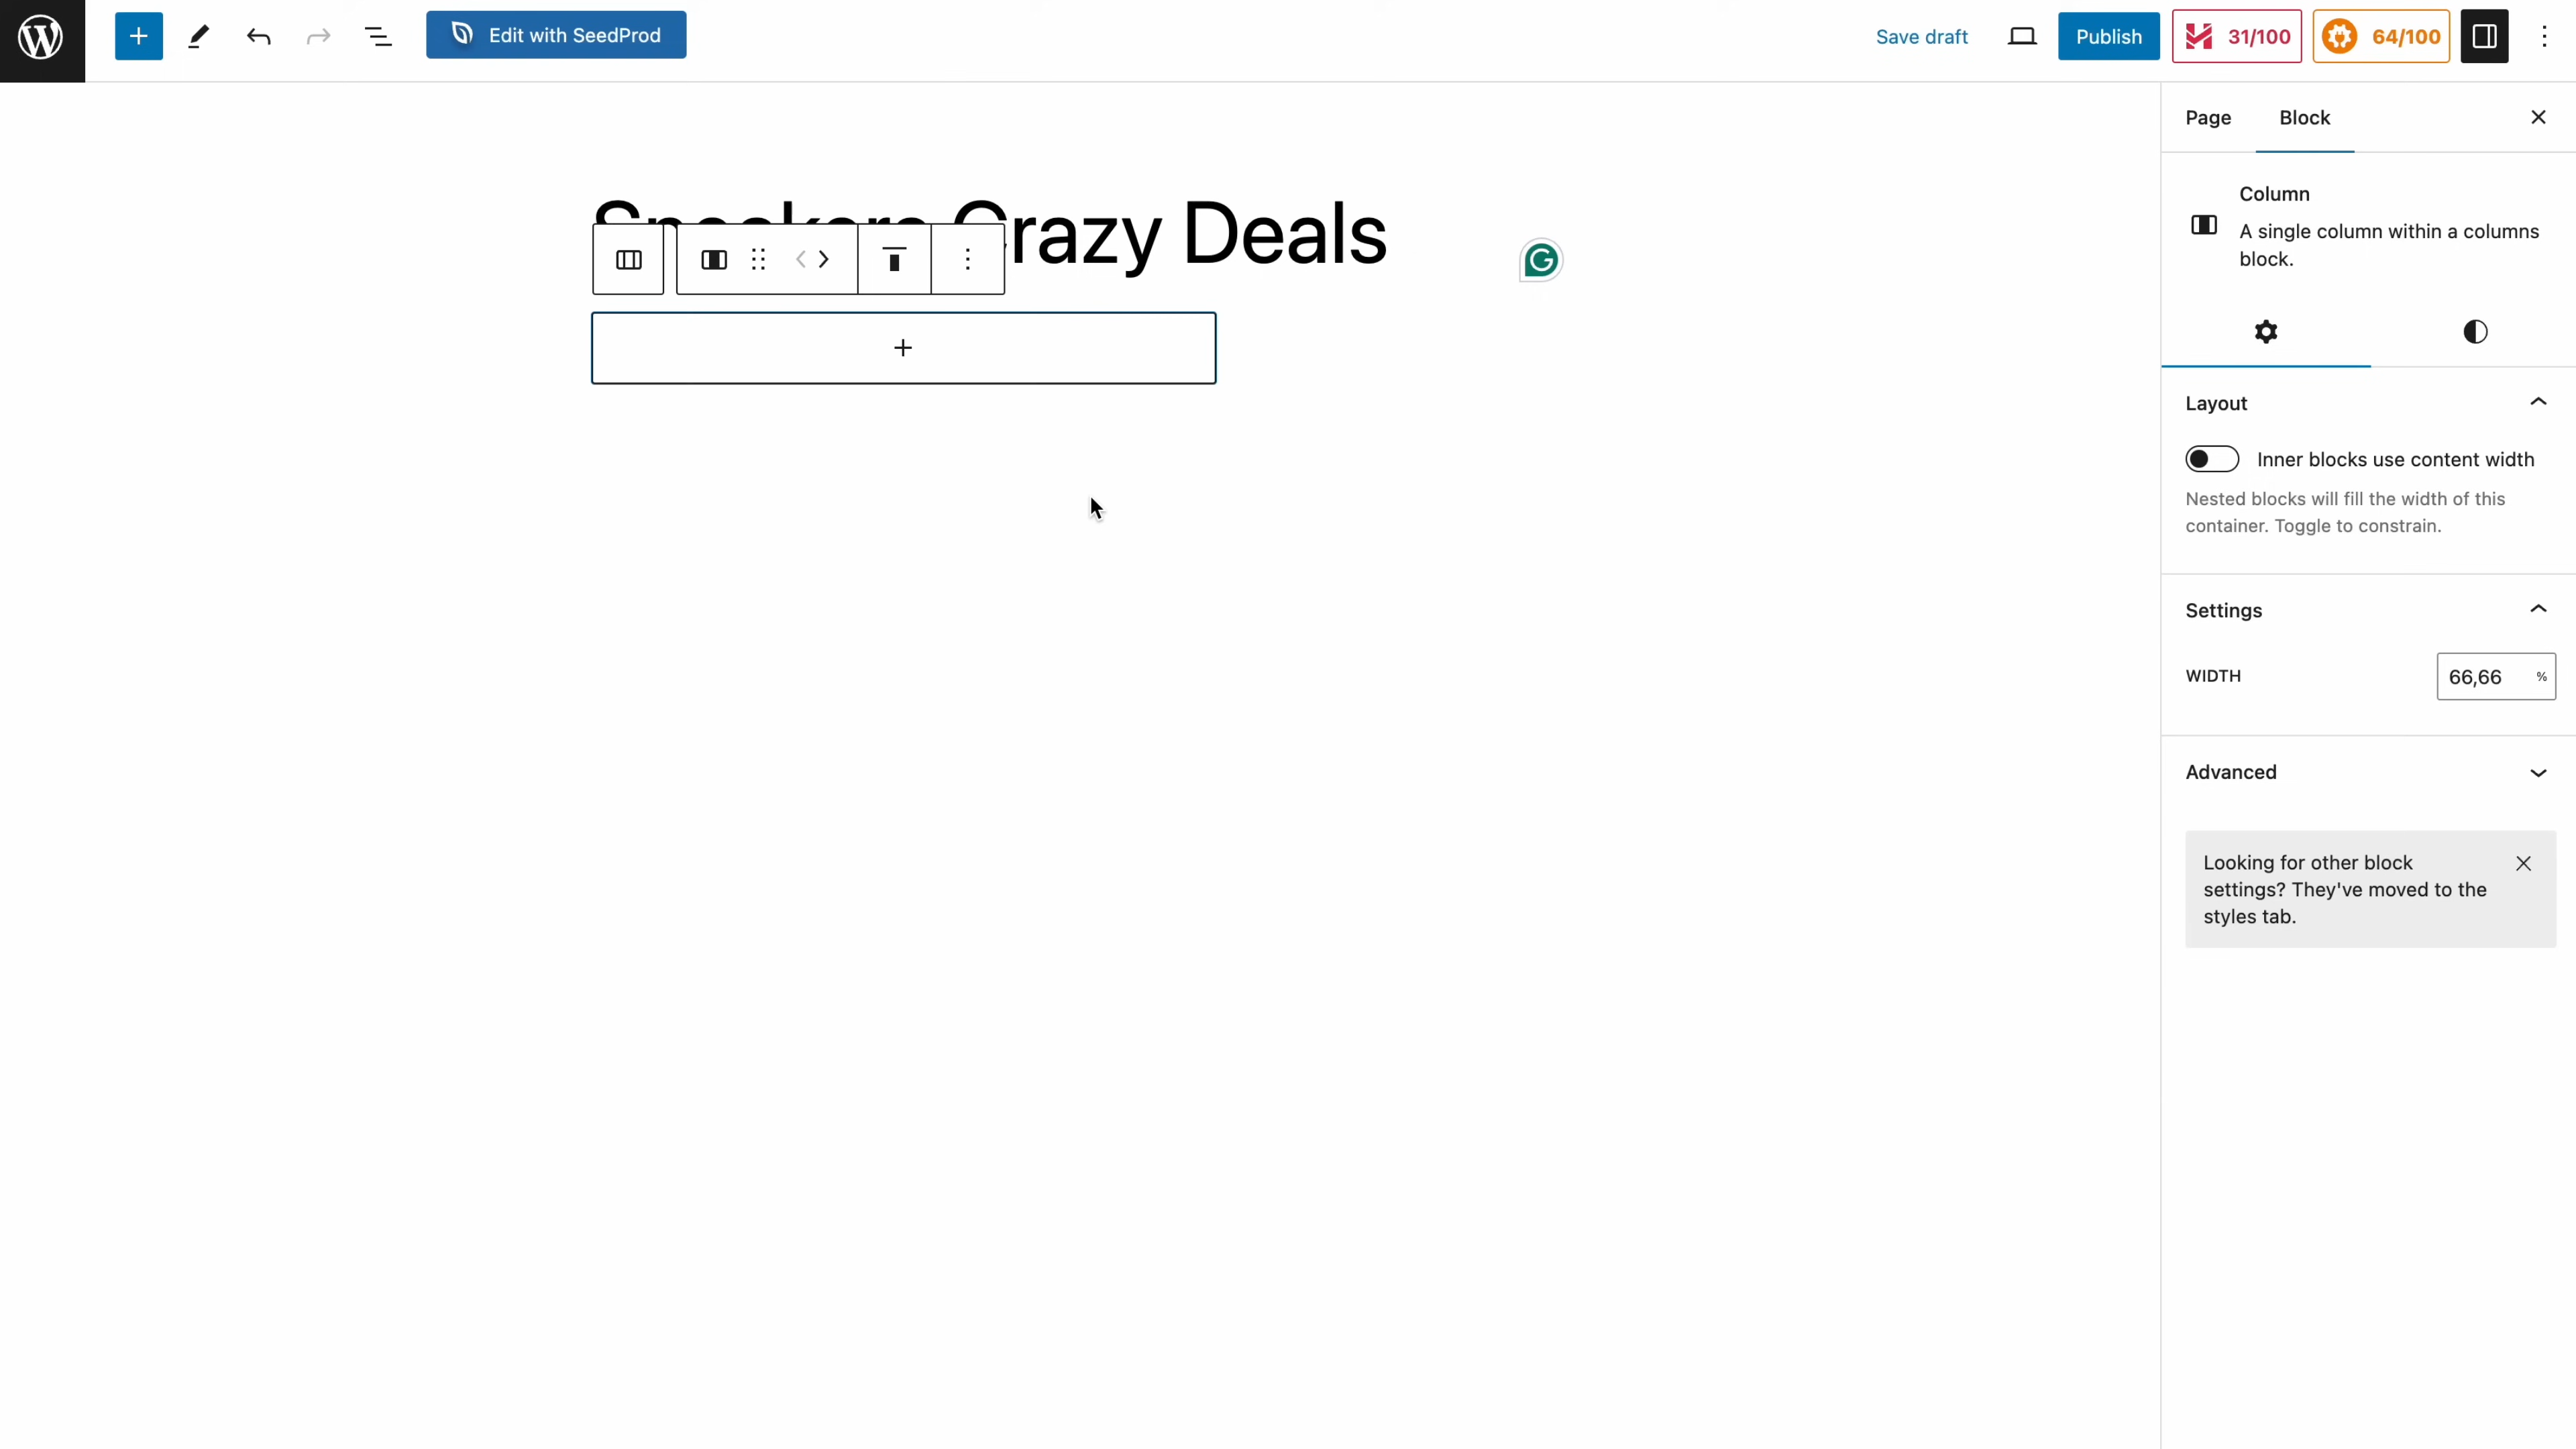 Edit with SeedProd
Save draft
Publish
31/100
64/100
Sneakers Crazy Deals
Page
Block
Column
A single column within a columns
block.
Layout
Inner blocks use content width
Nested blocks will fill the width of this
container. Toggle to constrain.
Settings
WIDTH
66,66 %
Advanced
Looking for other block
settings? They've moved to the
styles tab.